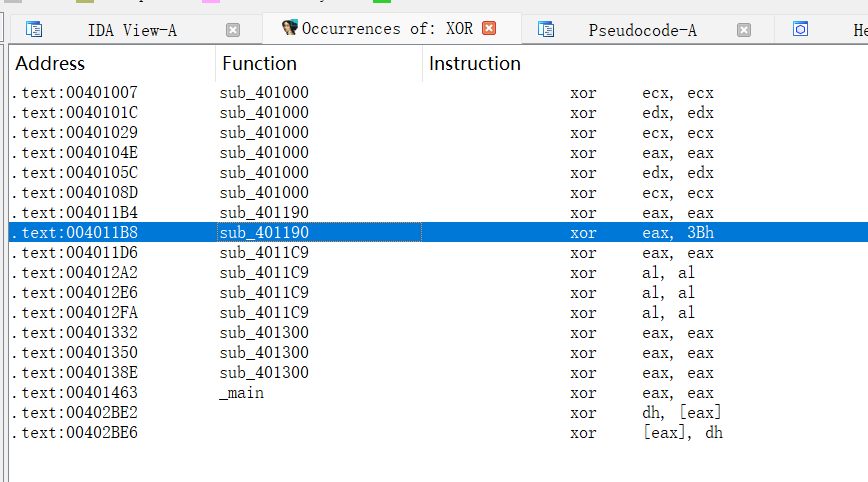 IDA View-A Occurrences of: XOR Pseudocode-A He
Address Function Instruction
.text:00401007 sub_401000 xor ecx, ecx
.text:0040101C sub_401000 xor edx, edx
.text:00401029 sub_401000 xor ecx, ecx
.text:0040104E sub_401000 xor eax, eax
.text:0040105C sub_401000 xor edx, edx
.text:0040108D sub_401000 xor ecx, ecx
.text:004011B4 sub_401190 xor eax, eax
.text:004011B8 sub_401190 xor eax, 3Bh
.text:004011D6 sub_4011C9 xor eax, eax
.text:004012A2 sub_4011C9 xor al, al
.text:004012E6 sub_4011C9 xor al, al
.text:004012FA sub_4011C9 xor al, al
.text:00401332 sub_401300 xor eax, eax
.text:00401350 sub_401300 xor eax, eax
.text:0040138E sub_401300 xor eax, eax
.text:00401463 _main xor eax, eax
.text:00402BE2 xor dh, [eax]
.text:00402BE6 xor [eax], dh